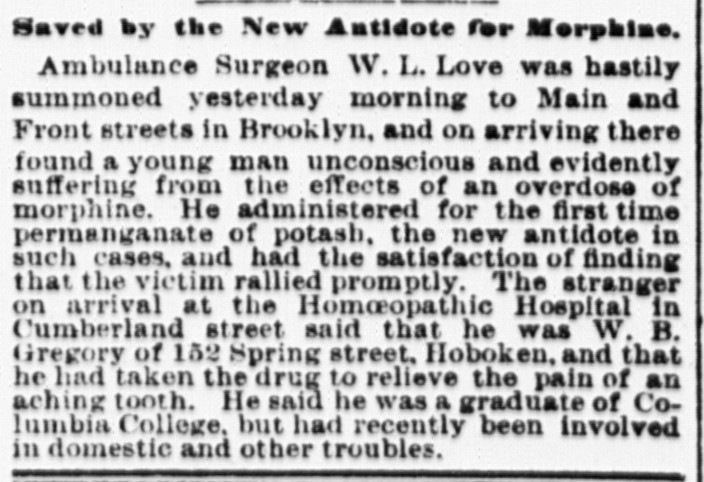 Saved by the New Antidote for Morphine.
Ambulance Surgeon W. L. Love was hastily
summoned yesterday morning to Main and
Front streets in Brooklyn, and on arriving there
found a young man unconscious and evidently
suffering from the effects of an overdose of
morphine. He administered for the first time
permanganate of potash, the new antidote in
such cases, and had the satisfaction of finding
that the victim rallied promptly. The stranger
on arrival at the Homœopathic Hospital in
Cumberland street said that he was W. B.
Gregory of 152 Spring street, Hoboken, and that
he had taken the drug to relieve the pain of an
aching tooth. He said he was a graduate of Co-
lumbia College, but had recently been involved
in domestic and other troubles.